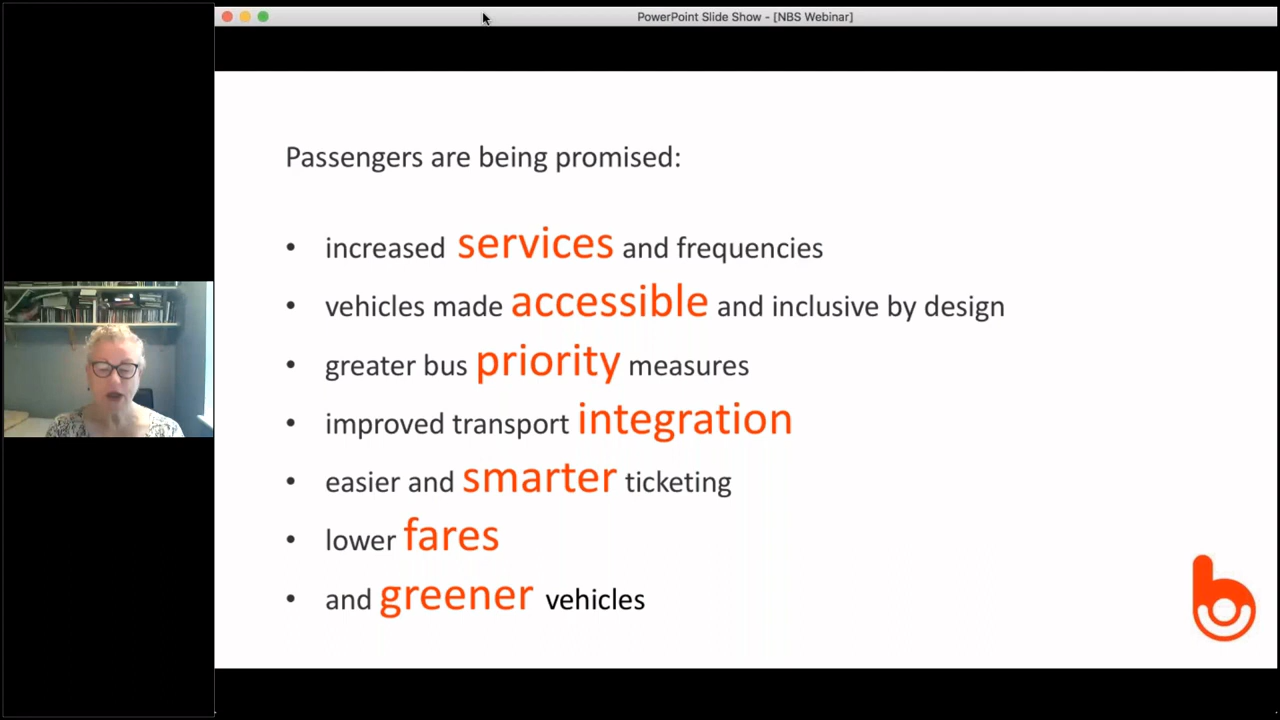 PowerPoint Slide Show - [NBS Webinar]
Passengers are being promised:
• increased services and frequencies
• vehicles made accessible and inclusive by design
• greater bus priority measures
• improved transport integration
• easier and smarter ticketing
• lower fares
• and greener vehicles